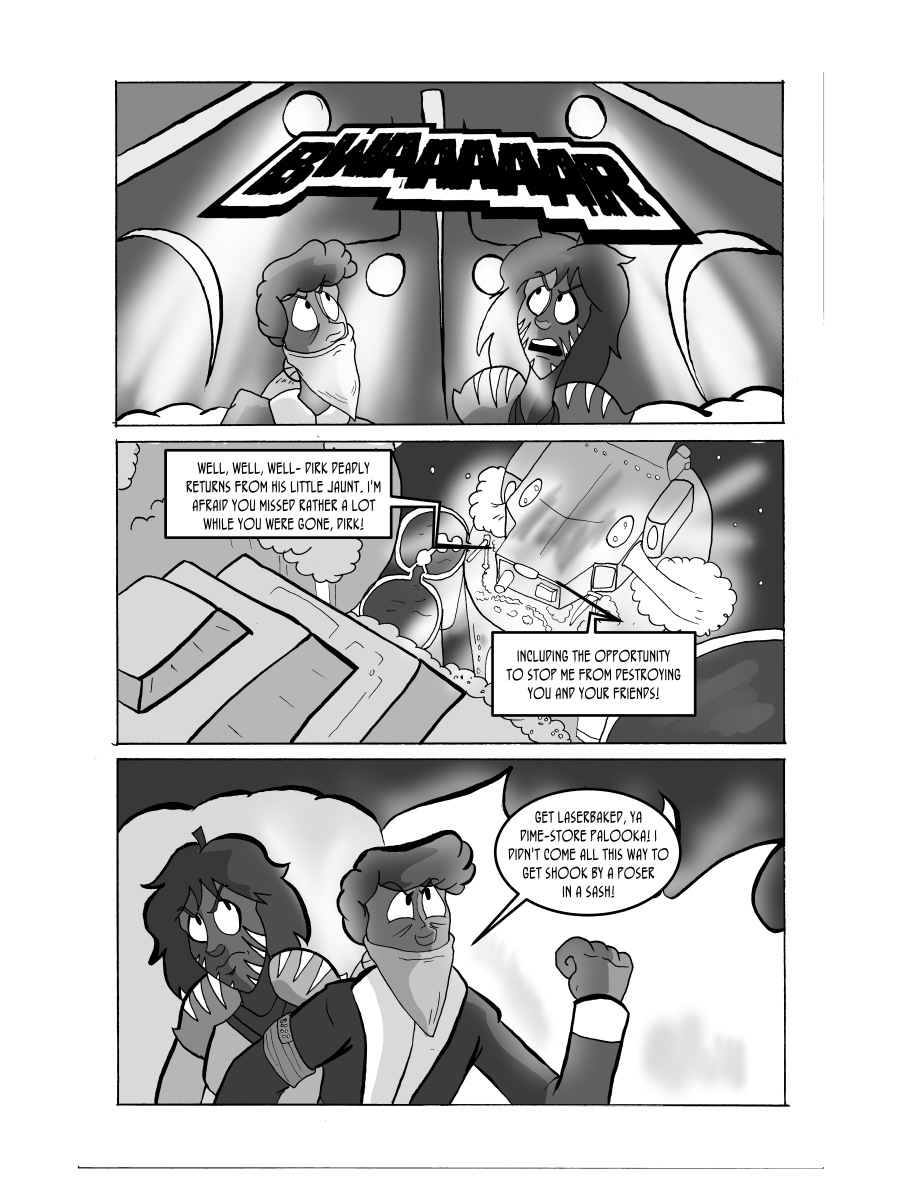 BWAAAAAR
WELL, WELL, WELL- DIRK DEADLY
RETURNS FROM HIS LITTLE JAUNT. I'M
AFRAID YOU MISSED RATHER A LOT
WHILE YOU WERE GONE, DIRK!
INCLUDING THE OPPORTUNITY
TO STOP ME FROM DESTROYING
YOU AND YOUR FRIENDS!
GET LASERBAKED, YA
DIME-STORE PALOOKA! I
DIDN'T COME ALL THIS WAY TO
GET SHOOK BY A POSER
IN A SASH!